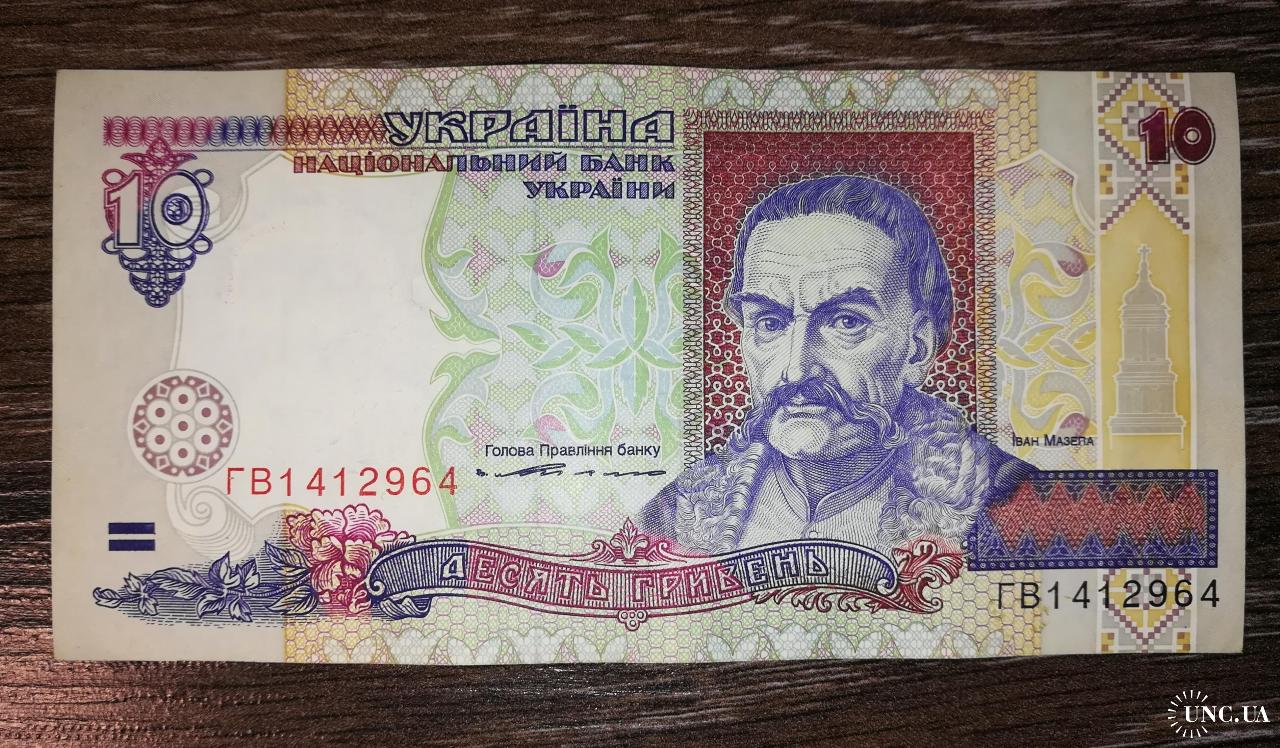 УКРАЇНА
НАЦІОНАЛЬНИЙ БАНК
УКРАЇНИ
10
10
Голова Правління банку
Іван Мазепа
ГВ1412964
ДЕСЯТЬ ГРИВЕНЬ
ГВ1412964
UNC.UA